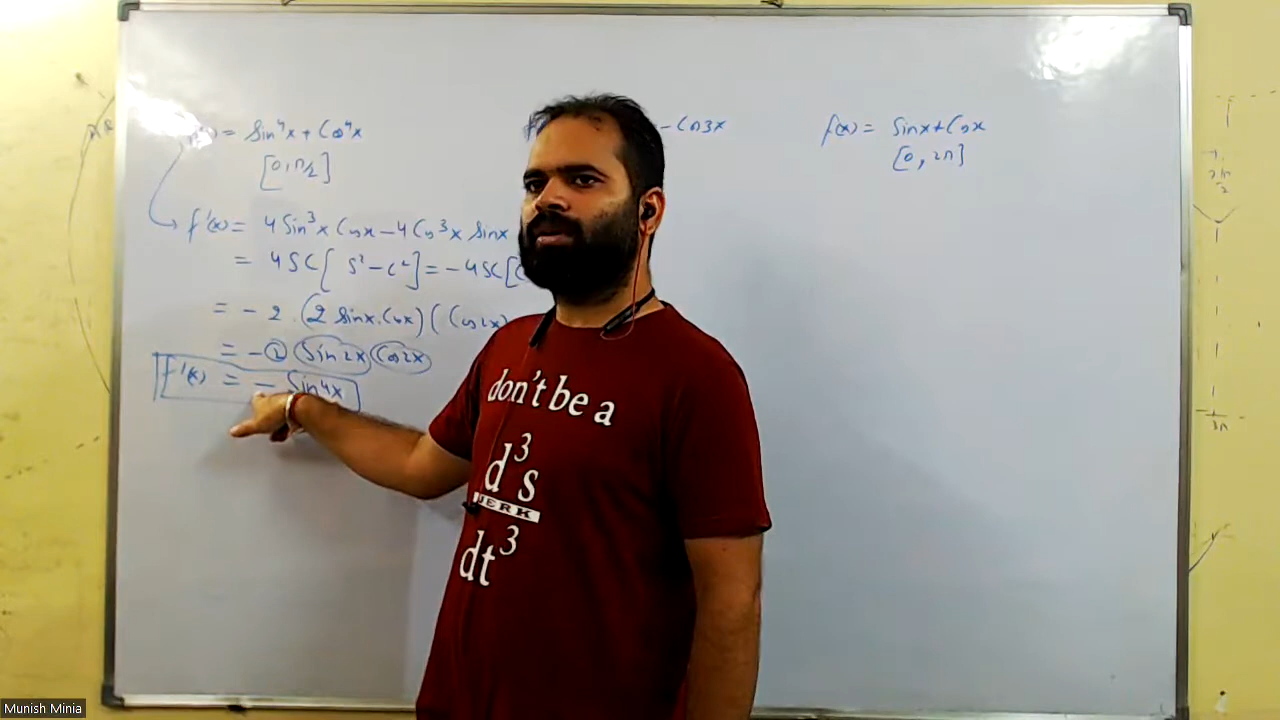 = Sin⁴x + Cos⁴x
[0, π/2]
f'(x) = 4 Sin³x Cosx - 4 Cos³x Sinx
= 4SC [ S² - C² ] = - 4SC [
= - 2 . (2 Sinx . Cosx) ( Cos2x)
= - 2 Sin2x Cos2x
f'(x) = - Sin4x
- Cos3x
f(x) = Sinx + Cosx
[0, 2π]
don't be a
d³s
JERK
dt³
Munish Minia